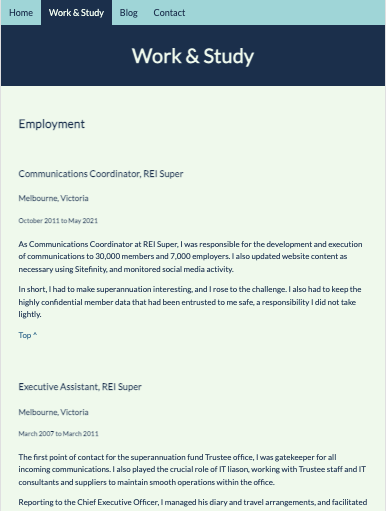 Home Work & Study Blog Contact
Work & Study
Employment
Communications Coordinator, REI Super
Melbourne, Victoria
October 2011 to May 2021
As Communications Coordinator at REI Super, I was responsible for the development and execution
of communications to 30,000 members and 7,000 employers. I also updated website content as
necessary using Sitefinity, and monitored social media activity.
In short, I had to make superannuation interesting, and I rose to the challenge. I also had to keep the
highly confidential member data that had been entrusted to me safe, a responsibility I did not take
lightly.
Top ^
Executive Assistant, REI Super
Melbourne, Victoria
March 2007 to March 2011
The first point of contact for the superannuation fund Trustee office, I was gatekeeper for all
incoming communications. I also played the crucial role of IT liason, working with Trustee staff and IT
consultants and suppliers to maintain smooth operations within the office.
Reporting to the Chief Executive Officer, I managed his diary and travel arrangements, and facilitated